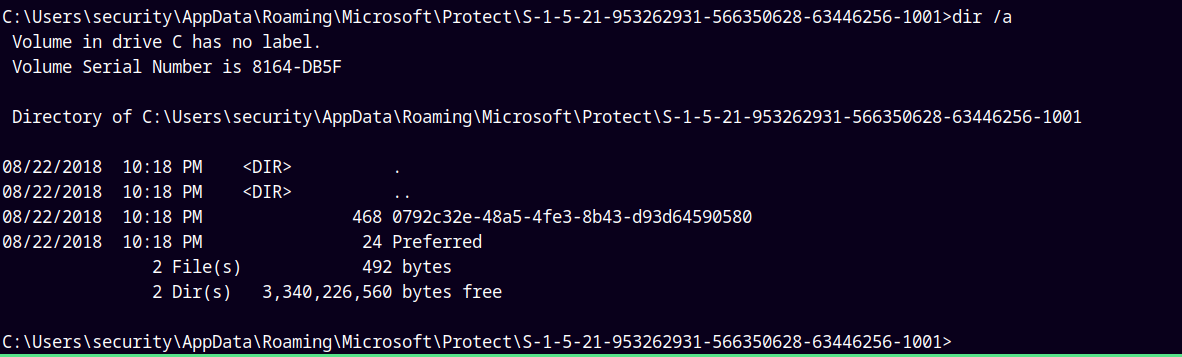 C:\Users\security\AppData\Roaming\Microsoft\Protect\S-1-5-21-953262931-566350628-63446256-1001>dir /a
Volume in drive C has no label.
Volume Serial Number is 8164-DB5F
Directory of C:\Users\security\AppData\Roaming\Microsoft\Protect\S-1-5-21-953262931-566350628-63446256-1001
08/22/2018  10:18 PM    <DIR>          .
08/22/2018  10:18 PM    <DIR>          ..
08/22/2018  10:18 PM               468 0792c32e-48a5-4fe3-8b43-d93d64590580
08/22/2018  10:18 PM                24 Preferred
               2 File(s)            492 bytes
               2 Dir(s)   3,340,226,560 bytes free
C:\Users\security\AppData\Roaming\Microsoft\Protect\S-1-5-21-953262931-566350628-63446256-1001>